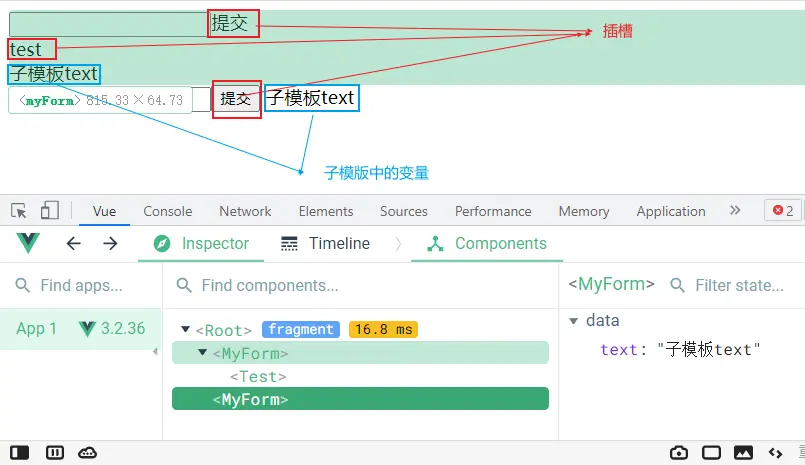 提交
插槽
test
子模板text
<myForm> 815.33×64.73
提交
子模板text
子模版中的变量
Vue Console Network Elements Sources Performance Memory Application » 2
Inspector Timeline Components
Find apps... Find components... <MyForm> Filter state...
App 1 3.2.36
<Root> fragment 16.8 ms
<MyForm>
<Test>
<MyForm>
data
text: "子模板text"